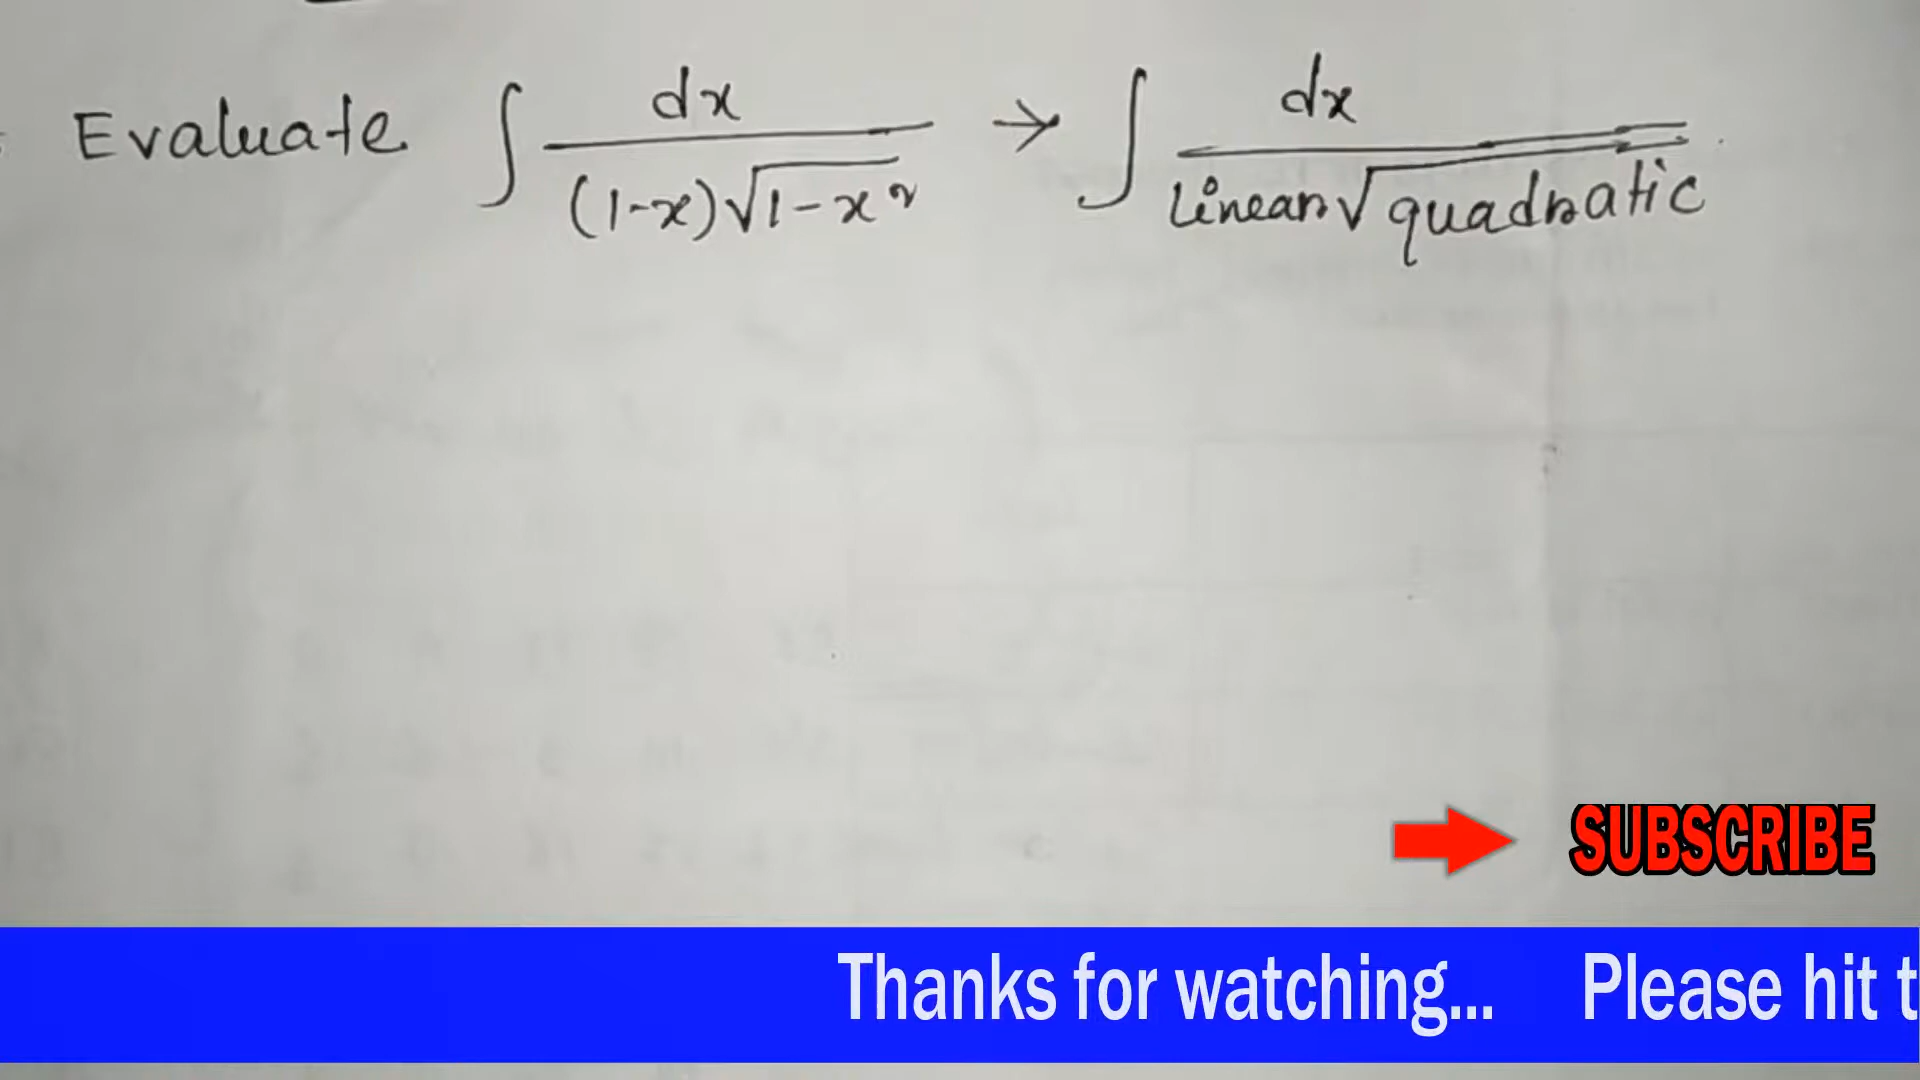 Evaluate ∫ dx / (1-x)√1-x² → ∫ dx / Linear√quadratic
SUBSCRIBE
Thanks for watching... Please hit t